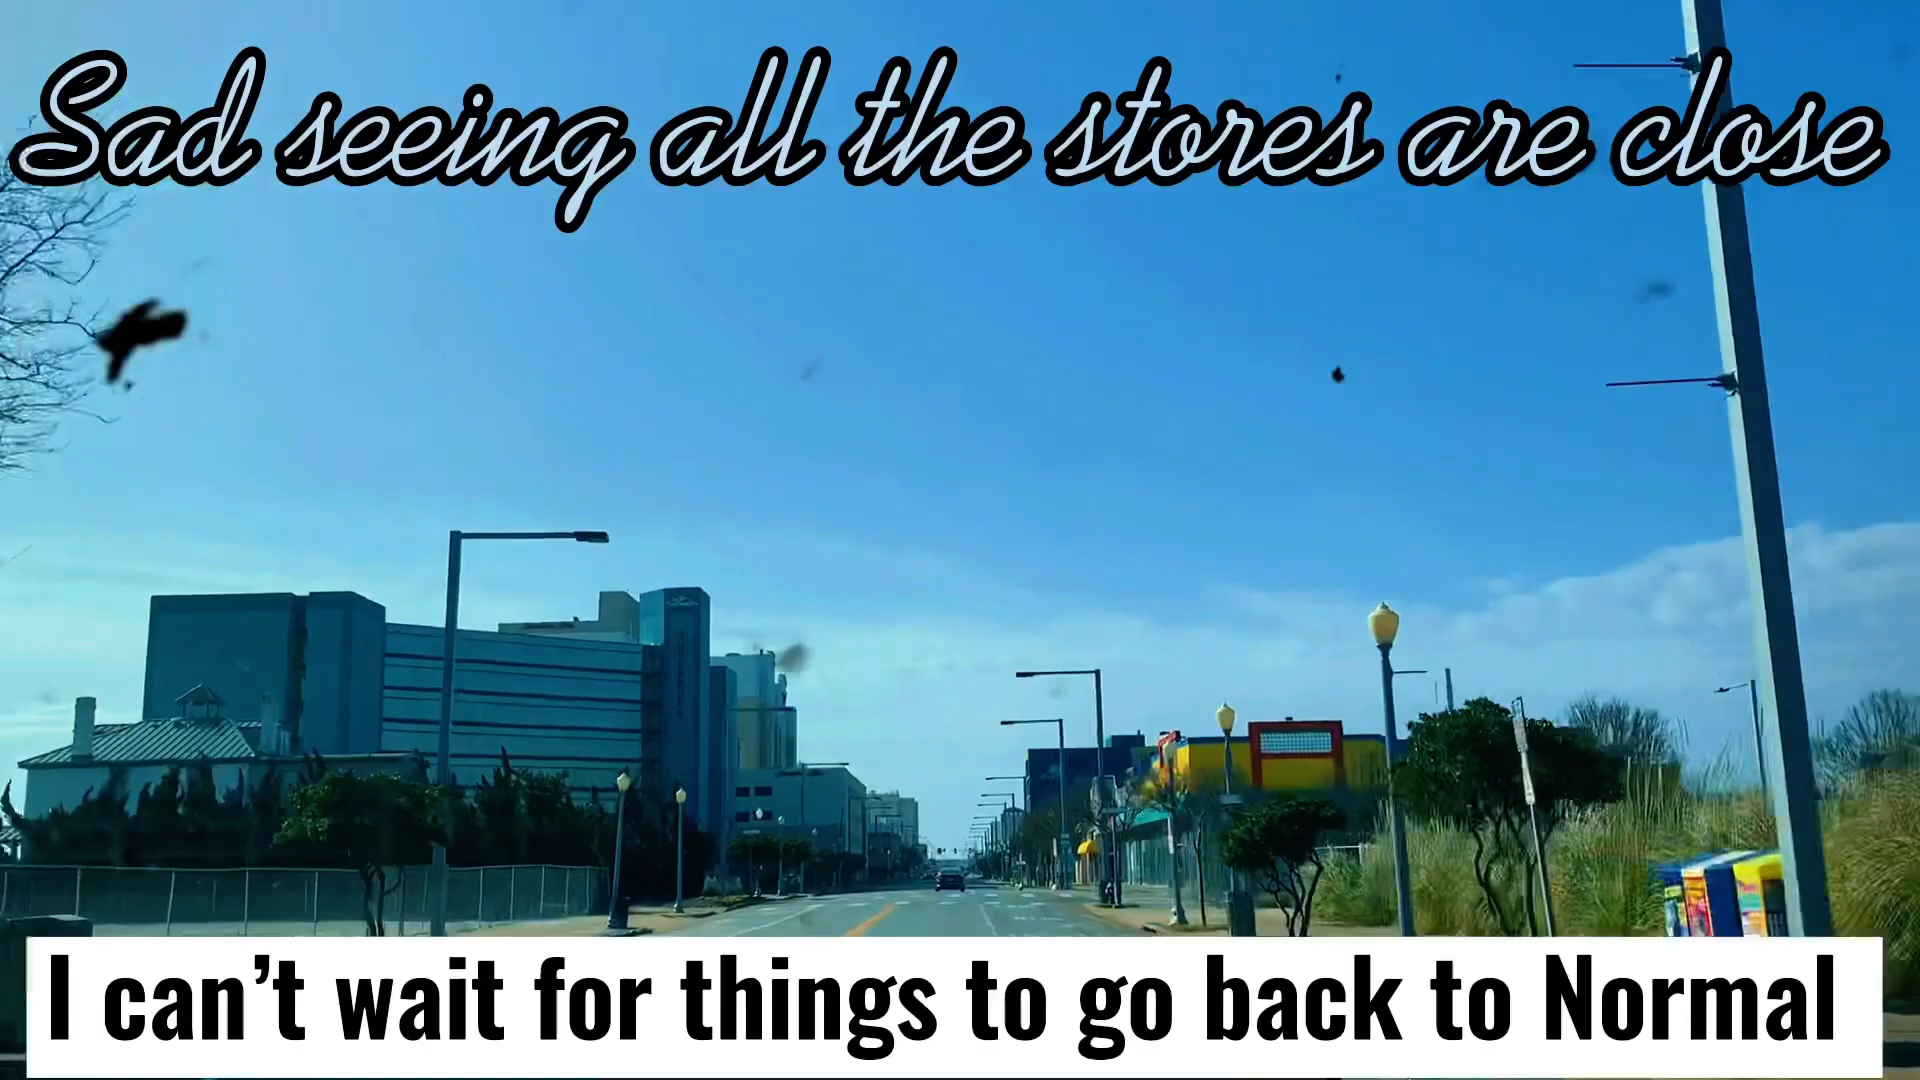 Sad seeing all the stores are close
I can't wait for things to go back to Normal